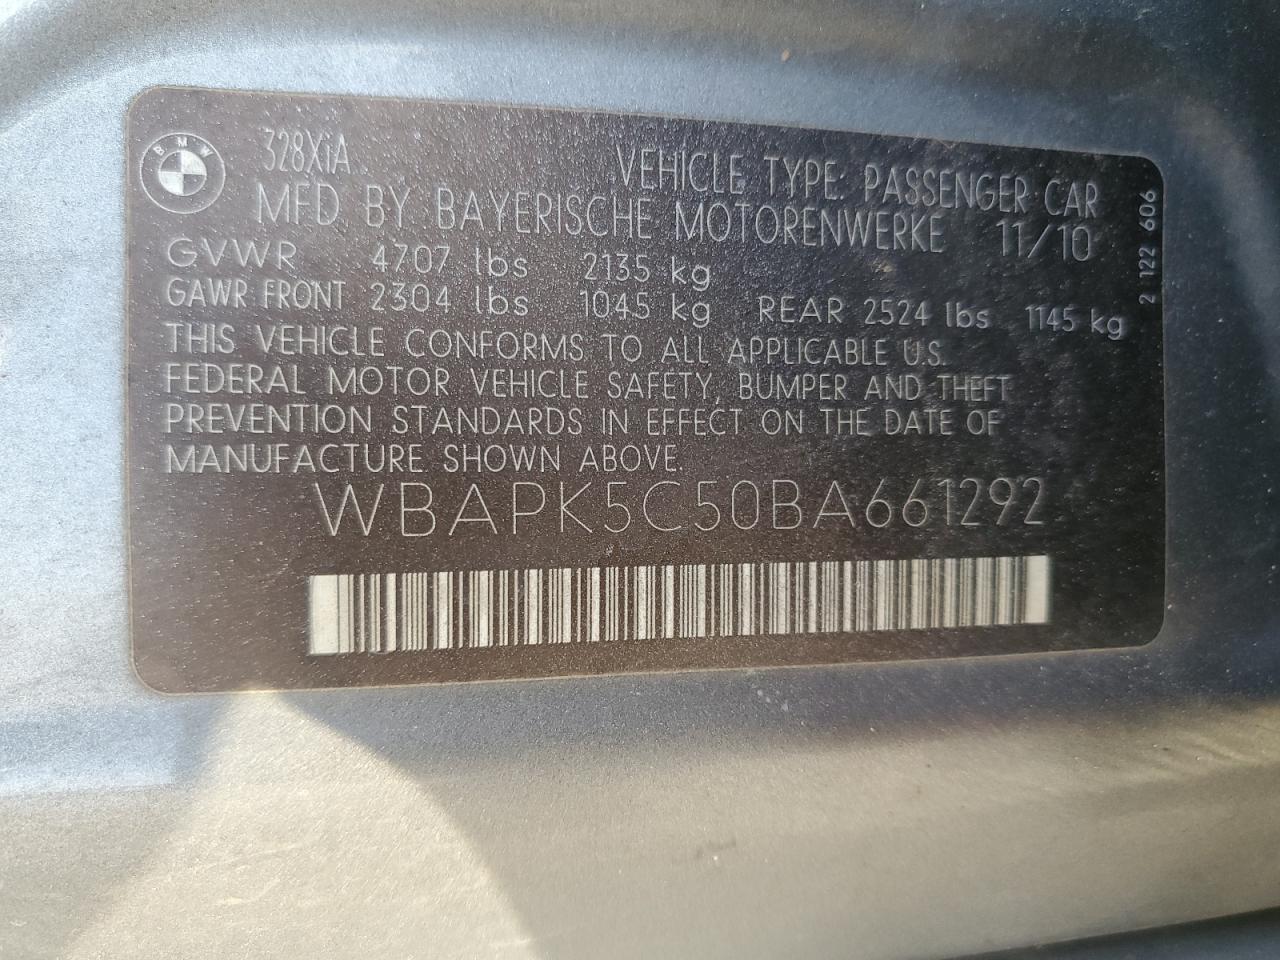 BMW
328XiA
VEHICLE TYPE: PASSENGER CAR
MFD BY BAYERISCHE MOTORENWERKE 11/10
GVWR 4707 lbs 2135 kg
GAWR FRONT 2304 lbs 1045 kg REAR 2524 lbs 1145 kg
THIS VEHICLE CONFORMS TO ALL APPLICABLE U.S.
FEDERAL MOTOR VEHICLE SAFETY, BUMPER AND THEFT
PREVENTION STANDARDS IN EFFECT ON THE DATE OF
MANUFACTURE SHOWN ABOVE.
WBAPK5C50BA661292
2 122 606